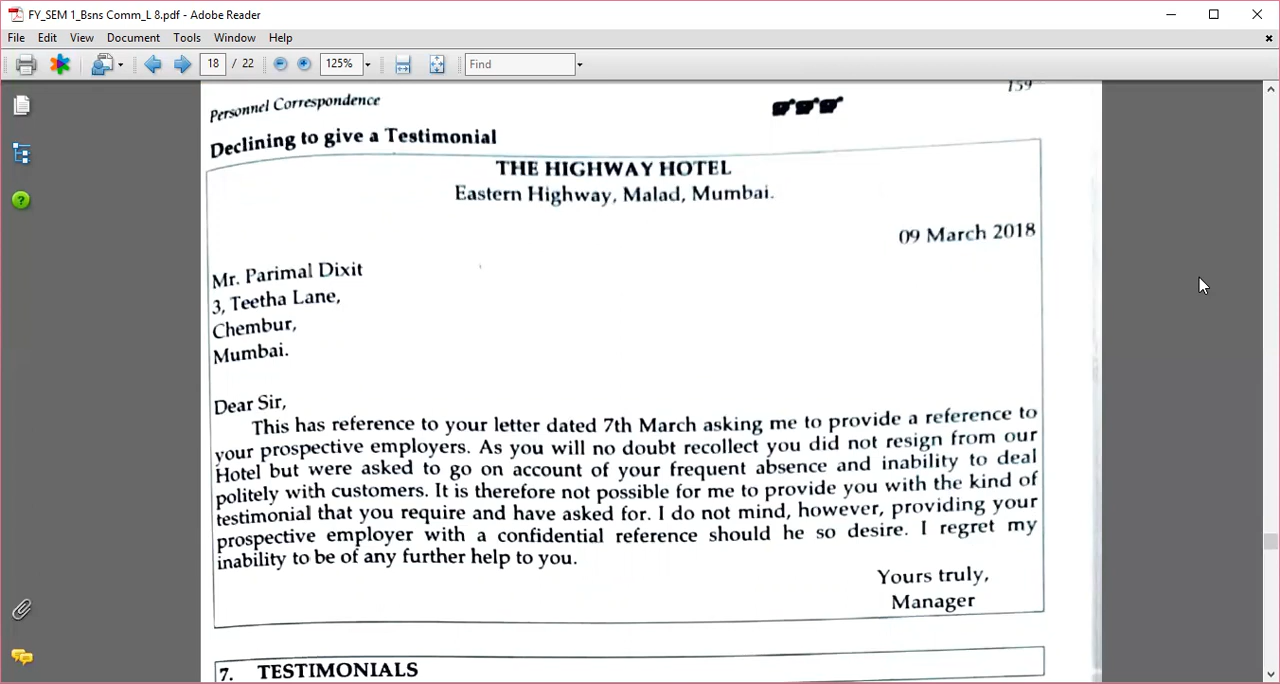 FY_SEM 1_Bsns Comm_L 8.pdf - Adobe Reader
File Edit View Document Tools Window Help
18 / 22 125% Find
Personnel Correspondence 159
Declining to give a Testimonial
THE HIGHWAY HOTEL
Eastern Highway, Malad, Mumbai.
09 March 2018
Mr. Parimal Dixit
3, Teetha Lane,
Chembur,
Mumbai.
Dear Sir,
This has reference to your letter dated 7th March asking me to provide a reference to
your prospective employers. As you will no doubt recollect you did not resign from our
Hotel but were asked to go on account of your frequent absence and inability to deal
politely with customers. It is therefore not possible for me to provide you with the kind of
testimonial that you require and have asked for. I do not mind, however, providing your
prospective employer with a confidential reference should he so desire. I regret my
inability to be of any further help to you.
Yours truly,
Manager
7. TESTIMONIALS